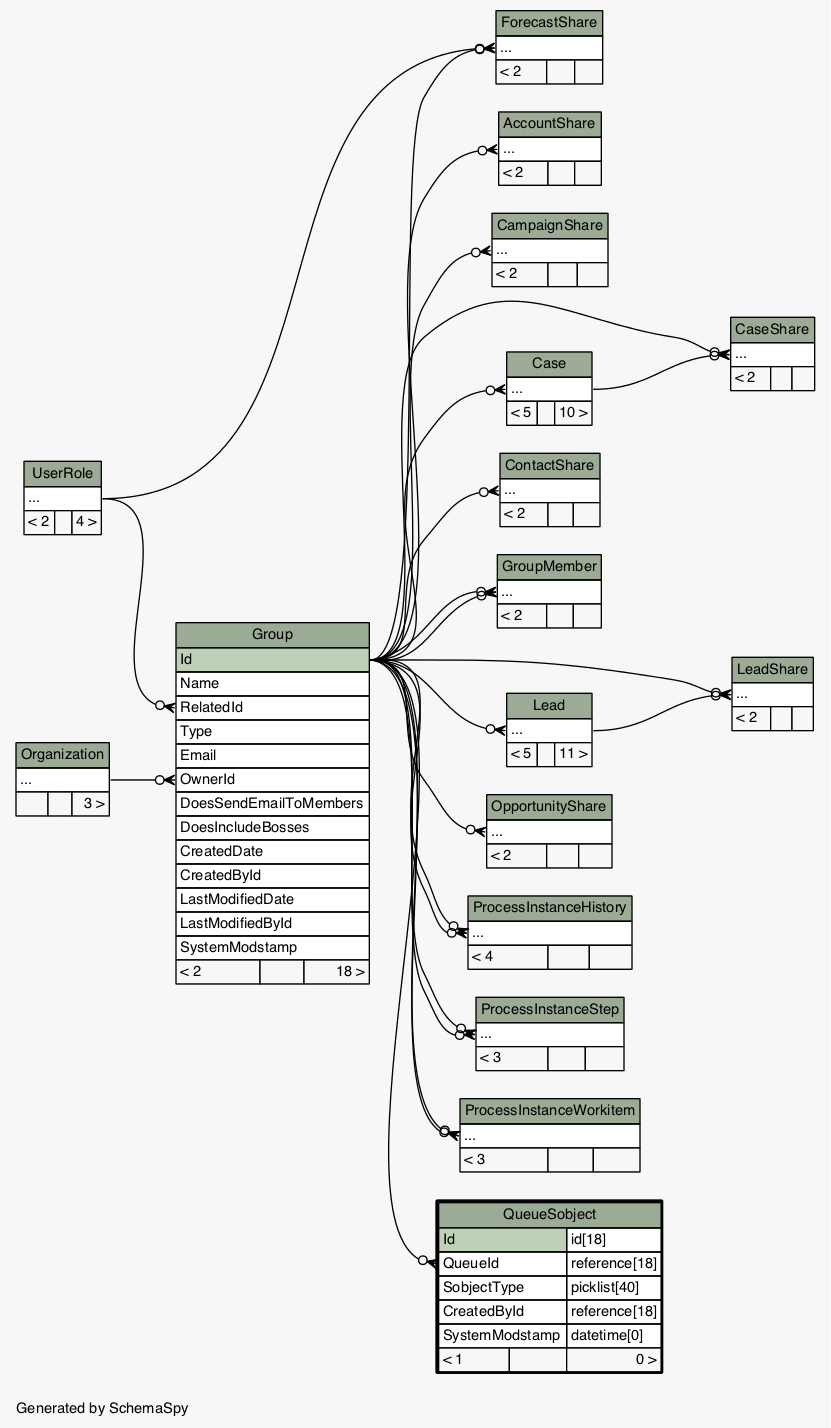 ForecastShare
...
< 2
AccountShare
...
< 2
CampaignShare
...
< 2
CaseShare
...
< 2
Case
...
< 5 10 >
ContactShare
...
< 2
UserRole
...
< 2 4 >
GroupMember
...
< 2
Group
Id
Name
RelatedId
Type
Email
OwnerId
DoesSendEmailToMembers
DoesIncludeBosses
CreatedDate
CreatedById
LastModifiedDate
LastModifiedById
SystemModstamp
< 2 18 >
LeadShare
...
< 2
Lead
...
< 5 11 >
Organization
...
3 >
OpportunityShare
...
< 2
ProcessInstanceHistory
...
< 4
ProcessInstanceStep
...
< 3
ProcessInstanceWorkitem
...
< 3
QueueSobject
Id id[18]
QueueId reference[18]
SobjectType picklist[40]
CreatedById reference[18]
SystemModstamp datetime[0]
< 1 0 >
Generated by SchemaSpy